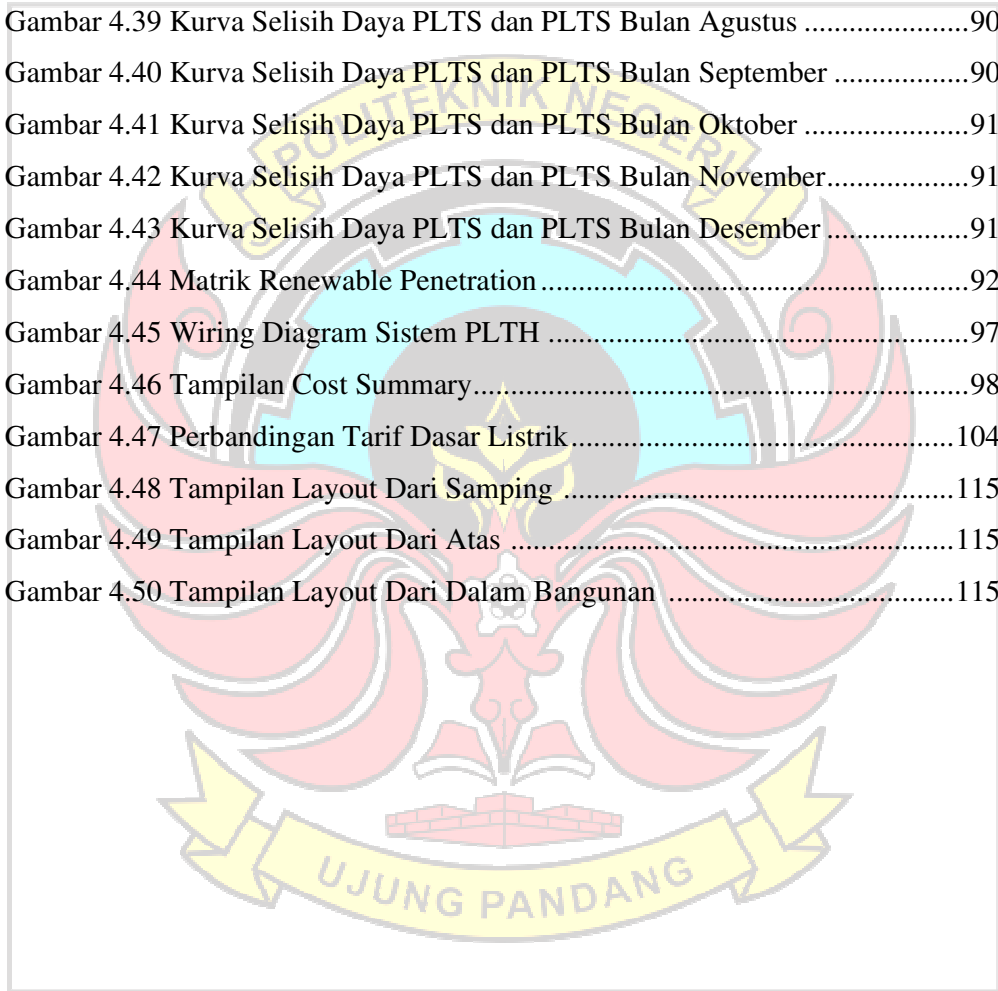 Gambar 4.39 Kurva Selisih Daya PLTS dan PLTS Bulan Agustus ......................90
Gambar 4.40 Kurva Selisih Daya PLTS dan PLTS Bulan September ..................90
Gambar 4.41 Kurva Selisih Daya PLTS dan PLTS Bulan Oktober ......................91
Gambar 4.42 Kurva Selisih Daya PLTS dan PLTS Bulan November...................91
Gambar 4.43 Kurva Selisih Daya PLTS dan PLTS Bulan Desember ...................91
Gambar 4.44 Matrik Renewable Penetration.........................................................92
Gambar 4.45 Wiring Diagram Sistem PLTH ........................................................97
Gambar 4.46 Tampilan Cost Summary..................................................................98
Gambar 4.47 Perbandingan Tarif Dasar Listrik...................................................104
Gambar 4.48 Tampilan Layout Dari Samping ....................................................115
Gambar 4.49 Tampilan Layout Dari Atas ...........................................................115
Gambar 4.50 Tampilan Layout Dari Dalam Bangunan ......................................115
POLITEKNIK NEGERI
UJUNG PANDANG